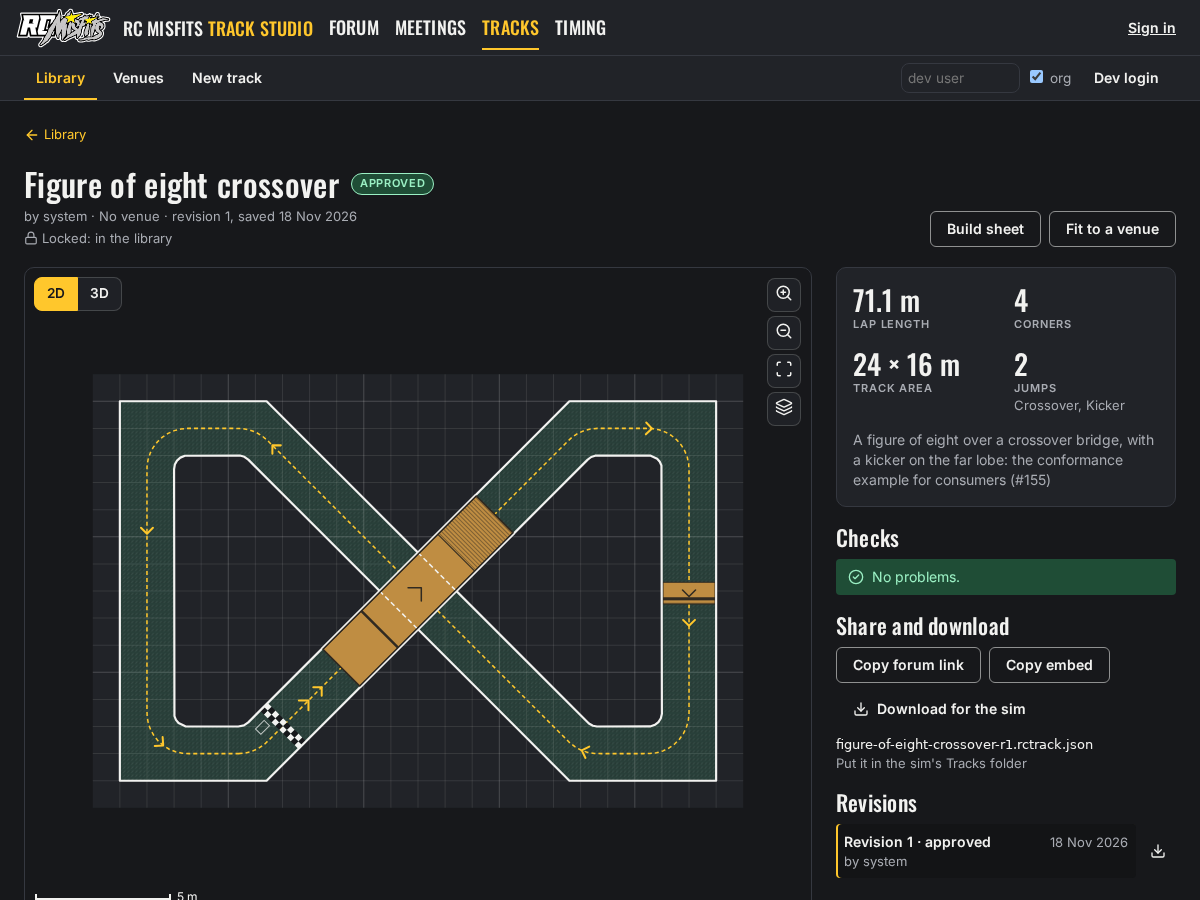 RC Misfits
RC MISFITS TRACK STUDIO
FORUM
MEETINGS
TRACKS
TIMING
Sign in
Library
Venues
New track
dev user
org
Dev login
Library
Figure of eight crossover
APPROVED
by system · No venue · revision 1, saved 18 Nov 2026
Locked: in the library
Build sheet
Fit to a venue
2D
3D
5 m
71.1 m
LAP LENGTH
4
CORNERS
24 × 16 m
TRACK AREA
2
JUMPS
Crossover, Kicker
A figure of eight over a crossover bridge, with
a kicker on the far lobe: the conformance
example for consumers (#155)
Checks
No problems.
Share and download
Copy forum link
Copy embed
Download for the sim
figure-of-eight-crossover-r1.rctrack.json
Put it in the sim's Tracks folder
Revisions
Revision 1 · approved
18 Nov 2026
by system